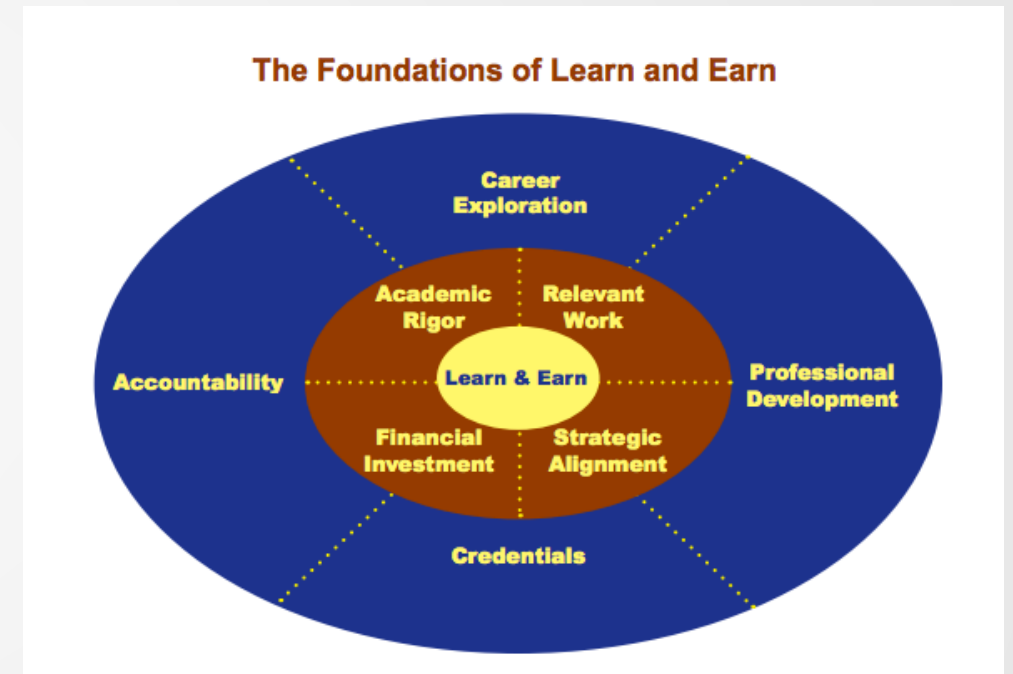 The Foundations of Learn and Earn
Career
Exploration
Academic
Rigor
Relevant
Work
Accountability
Learn & Earn
Professional
Development
Financial
Investment
Strategic
Alignment
Credentials